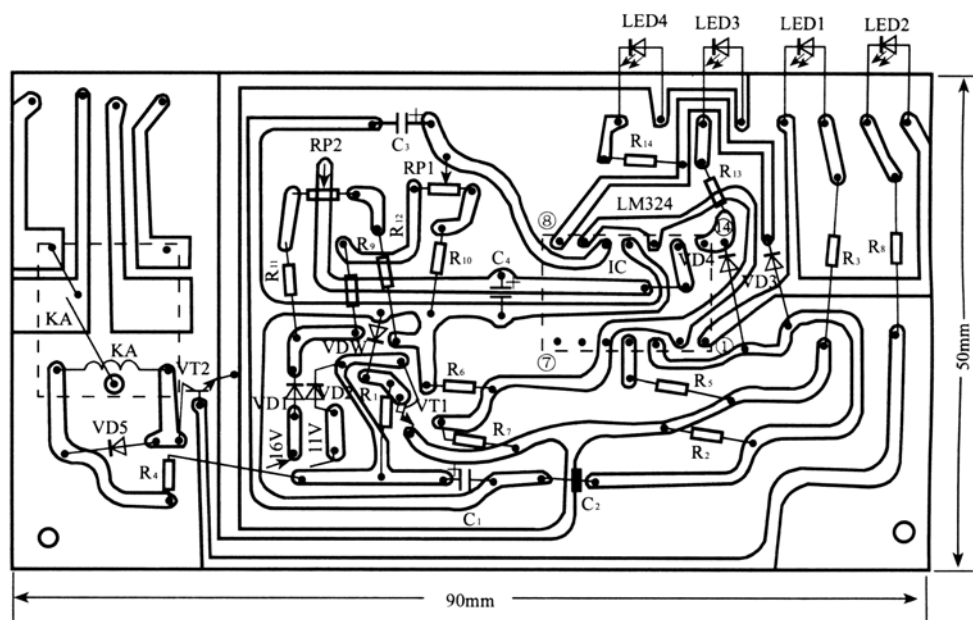 LED4 LED3 LED1 LED2
C3 +
R14
RP2
RP1
R13
R12
LM324
⑧ ⑭
R9
R10
R11
C4 +
IC
VD4
VD3
R3
R8
KA
VDW
⑦ ①
KA
VT2
VD1 VD2
R1
VT1
R6
R5
R7
R2
VD5
16V 11V
R4
+
C1
C2
50mm
90mm